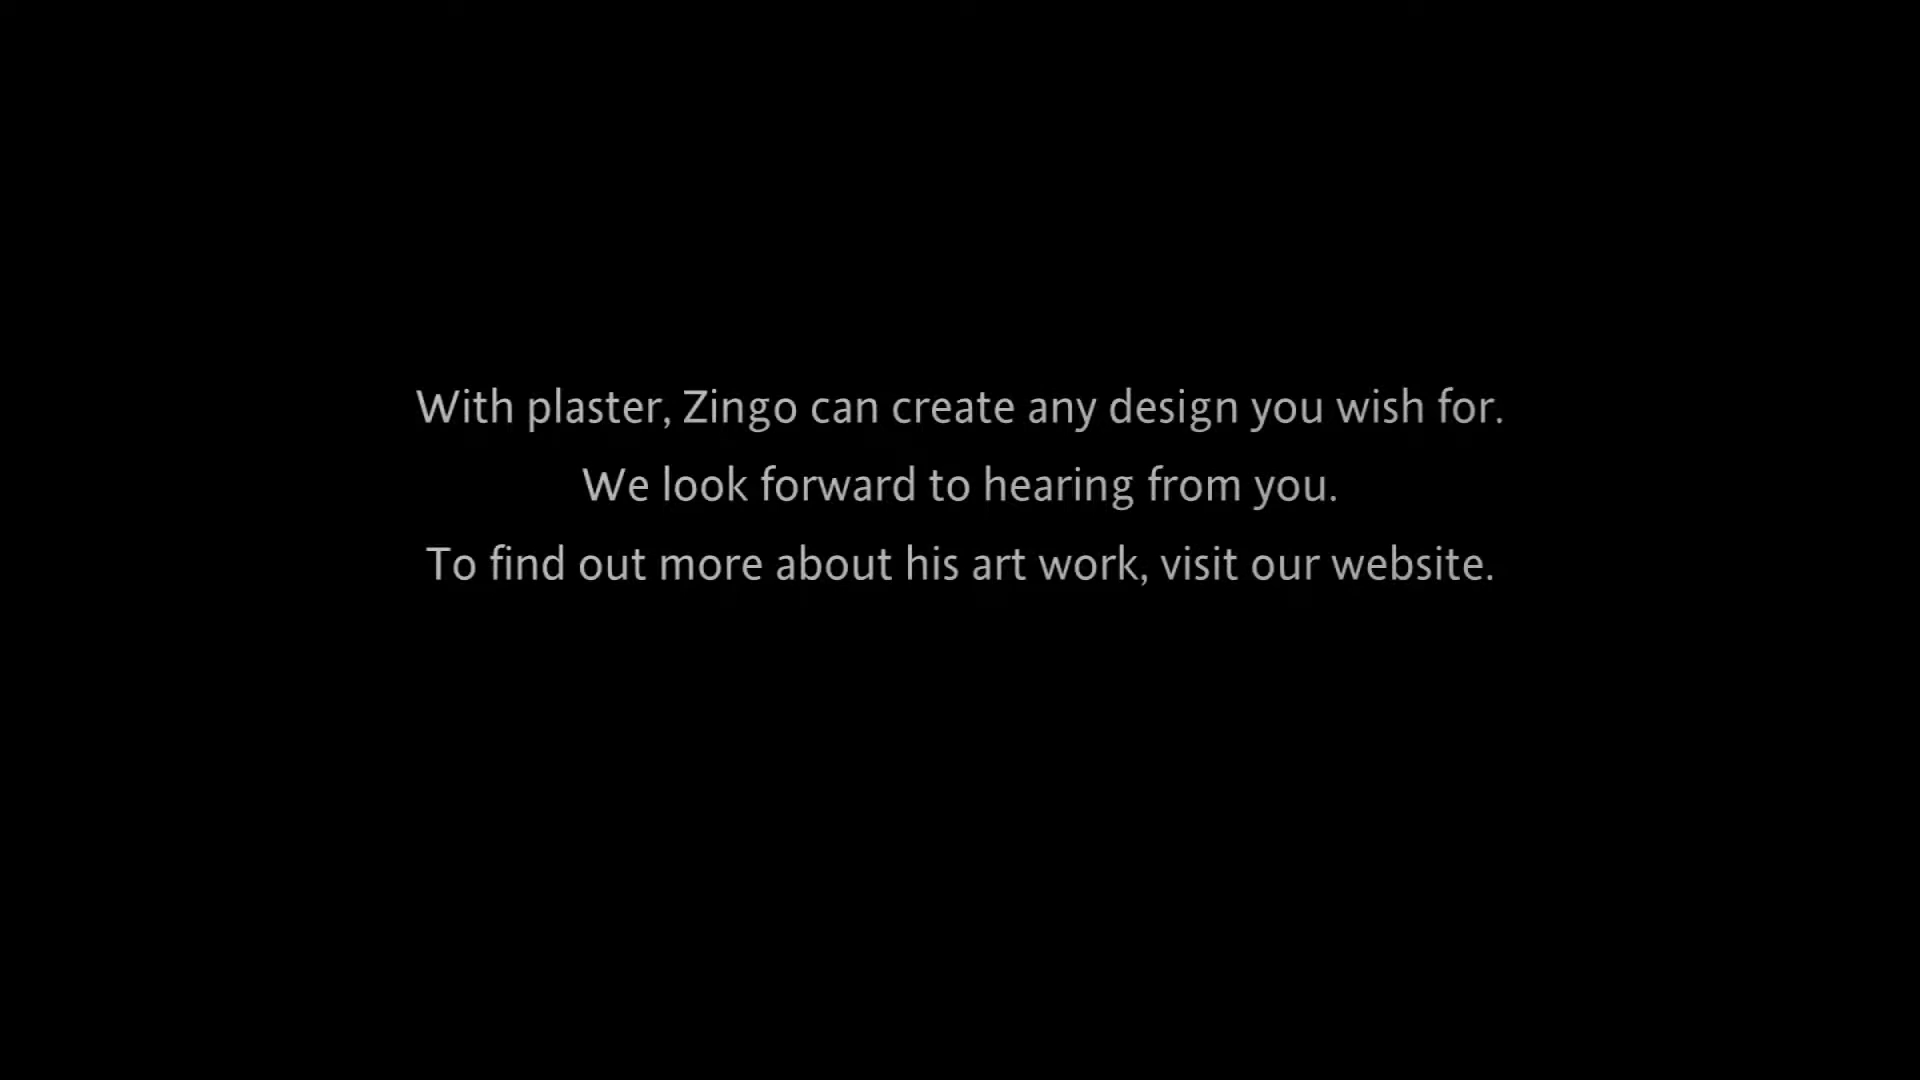 With plaster, Zingo can create any design you wish for.
We look forward to hearing from you.
To find out more about his art work, visit our website.